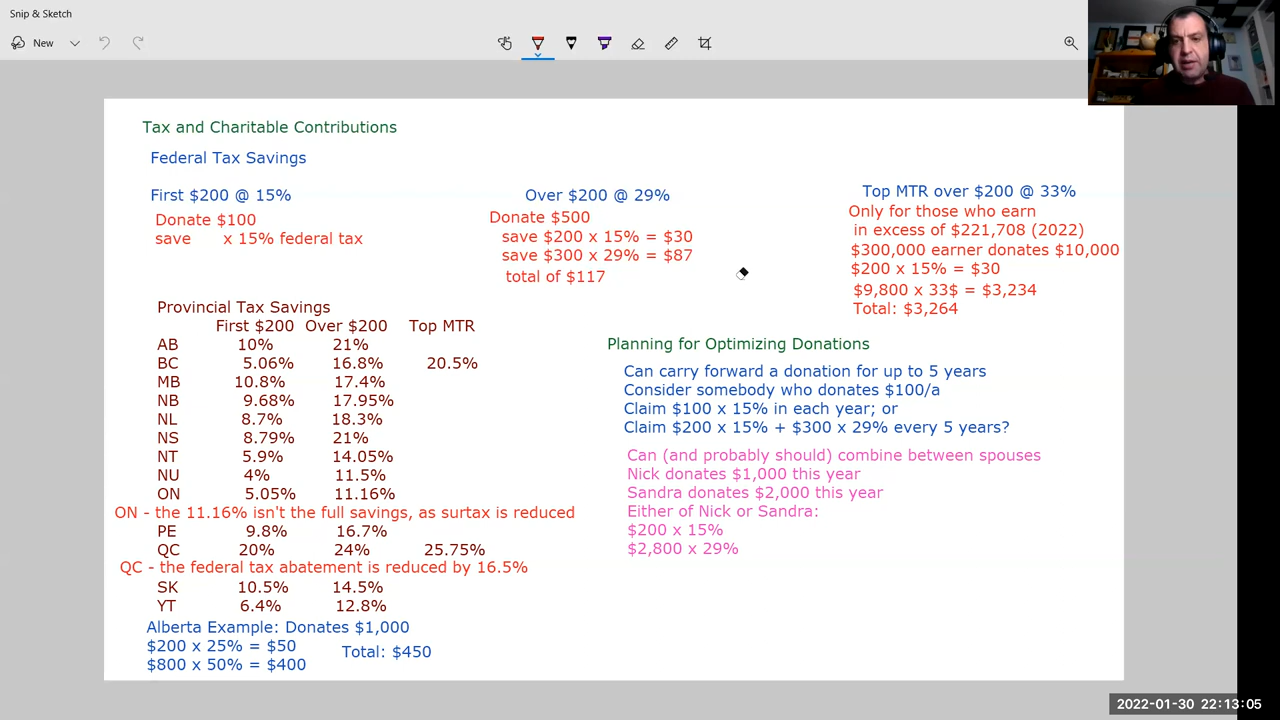 Snip & Sketch
New
Tax and Charitable Contributions
Federal Tax Savings
First $200 @ 15%
Donate $100
save x 15% federal tax
Over $200 @ 29%
Donate $500
save $200 x 15% = $30
save $300 x 29% = $87
total of $117
Top MTR over $200 @ 33%
Only for those who earn
in excess of $221,708 (2022)
$300,000 earner donates $10,000
$200 x 15% = $30
$9,800 x 33$ = $3,234
Total: $3,264
Provincial Tax Savings
First $200 Over $200 Top MTR
AB 10% 21%
BC 5.06% 16.8% 20.5%
MB 10.8% 17.4%
NB 9.68% 17.95%
NL 8.7% 18.3%
NS 8.79% 21%
NT 5.9% 14.05%
NU 4% 11.5%
ON 5.05% 11.16%
ON - the 11.16% isn't the full savings, as surtax is reduced
PE 9.8% 16.7%
QC 20% 24% 25.75%
QC - the federal tax abatement is reduced by 16.5%
SK 10.5% 14.5%
YT 6.4% 12.8%
Alberta Example: Donates $1,000
$200 x 25% = $50
$800 x 50% = $400
Total: $450
Planning for Optimizing Donations
Can carry forward a donation for up to 5 years
Consider somebody who donates $100/a
Claim $100 x 15% in each year; or
Claim $200 x 15% + $300 x 29% every 5 years?
Can (and probably should) combine between spouses
Nick donates $1,000 this year
Sandra donates $2,000 this year
Either of Nick or Sandra:
$200 x 15%
$2,800 x 29%
2022-01-30 22:13:05